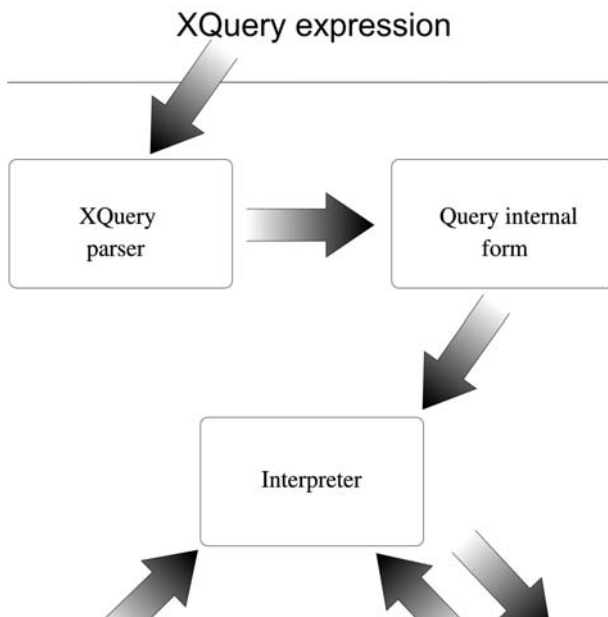 XQuery expression
XQuery
parser
Query internal
form
Interpreter